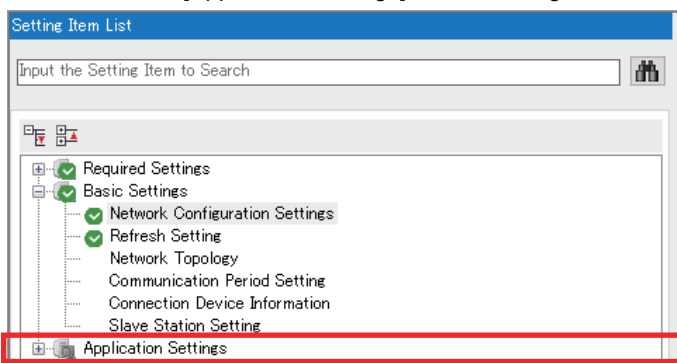 Setting Item List
Input the Setting Item to Search
Required Settings
Basic Settings
Network Configuration Settings
Refresh Setting
Network Topology
Communication Period Setting
Connection Device Information
Slave Station Setting
Application Settings